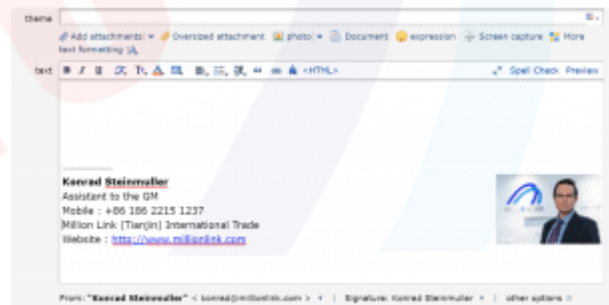 theme
Add attachments Oversized attachment photo Document expression Screen capture More
text formatting
text B I U <HTML> Spell Check Preview
Konrad Steinmuller
Assistant to the GM
Mobile : +86 186 2215 1237
Million Link (Tianjin) International Trade
Website : http://www.millionlink.com
From: "Konrad Steinmuller" < konrad@millionlink.com > | Signature: Konrad Steinmuller | other options